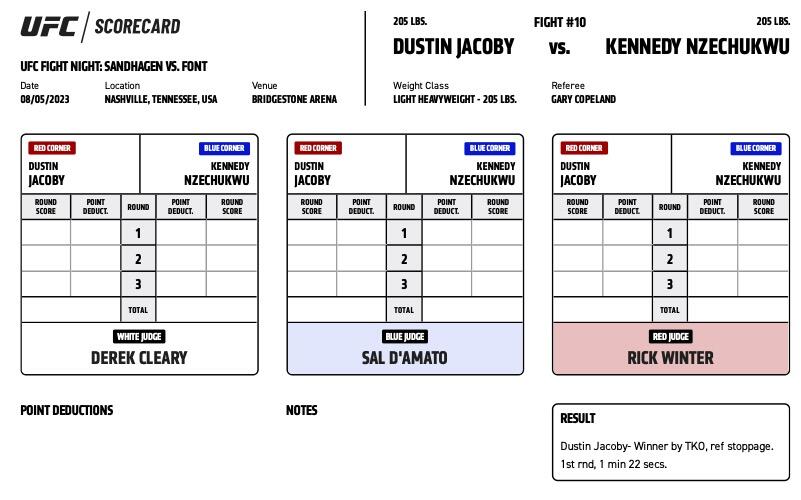 UFC SCORECARD
UFC FIGHT NIGHT: SANDHAGEN VS. FONT
Date Location Venue
08/05/2023 NASHVILLE, TENNESSEE, USA BRIDGESTONE ARENA
205 LBS. FIGHT #10 205 LBS.
DUSTIN JACOBY vs. KENNEDY NZECHUKWU
Weight Class Referee
LIGHT HEAVYWEIGHT - 205 LBS. GARY COPELAND
RED CORNER BLUE CORNER
DUSTIN KENNEDY
JACOBY NZECHUKWU
ROUND POINT ROUND POINT ROUND
SCORE DEDUCT. DEDUCT. SCORE
1
2
3
TOTAL
WHITE JUDGE
DEREK CLEARY
RED CORNER BLUE CORNER
DUSTIN KENNEDY
JACOBY NZECHUKWU
ROUND POINT ROUND POINT ROUND
SCORE DEDUCT. DEDUCT. SCORE
1
2
3
TOTAL
BLUE JUDGE
SAL D'AMATO
RED CORNER BLUE CORNER
DUSTIN KENNEDY
JACOBY NZECHUKWU
ROUND POINT ROUND POINT ROUND
SCORE DEDUCT. DEDUCT. SCORE
1
2
3
TOTAL
RED JUDGE
RICK WINTER
POINT DEDUCTIONS
NOTES
RESULT
Dustin Jacoby- Winner by TKO, ref stoppage.
1st rnd, 1 min 22 secs.